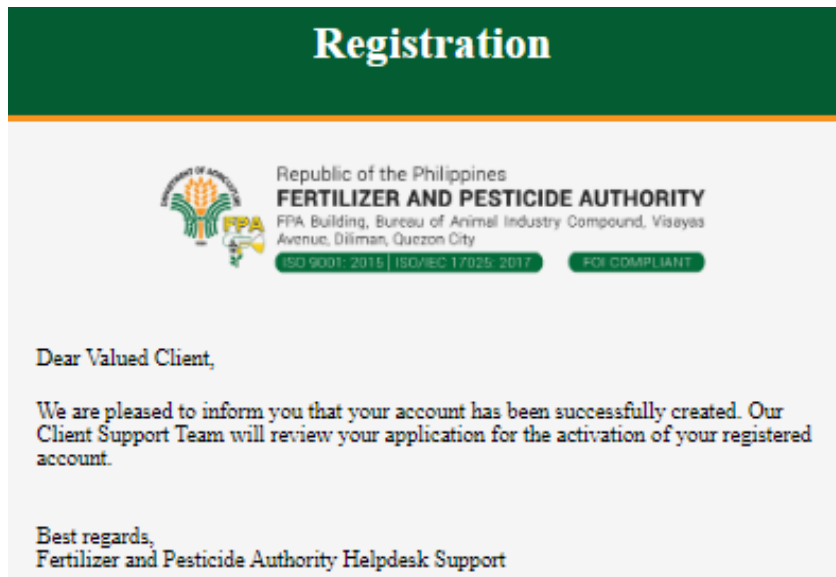 Registration
DEPARTMENT OF AGRICULTURE
FPA
Republic of the Philippines
FERTILIZER AND PESTICIDE AUTHORITY
FPA Building, Bureau of Animal Industry Compound, Visayas
Avenue, Diliman, Quezon City
ISO 9001: 2015 | ISO/IEC 17025: 2017 FOI COMPLIANT
Dear Valued Client,
We are pleased to inform you that your account has been successfully created. Our
Client Support Team will review your application for the activation of your registered
account.
Best regards,
Fertilizer and Pesticide Authority Helpdesk Support